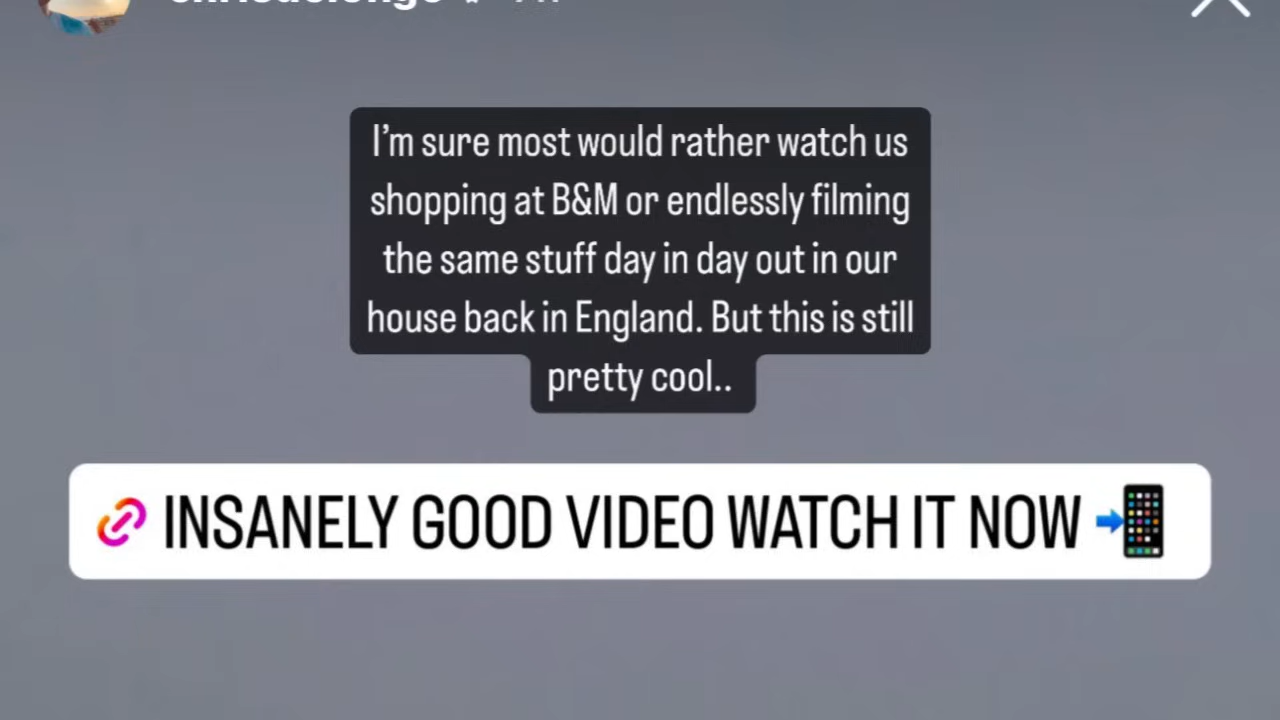 I'm sure most would rather watch us
shopping at B&M or endlessly filming
the same stuff day in day out in our
house back in England. But this is still
pretty cool..
INSANELY GOOD VIDEO WATCH IT NOW